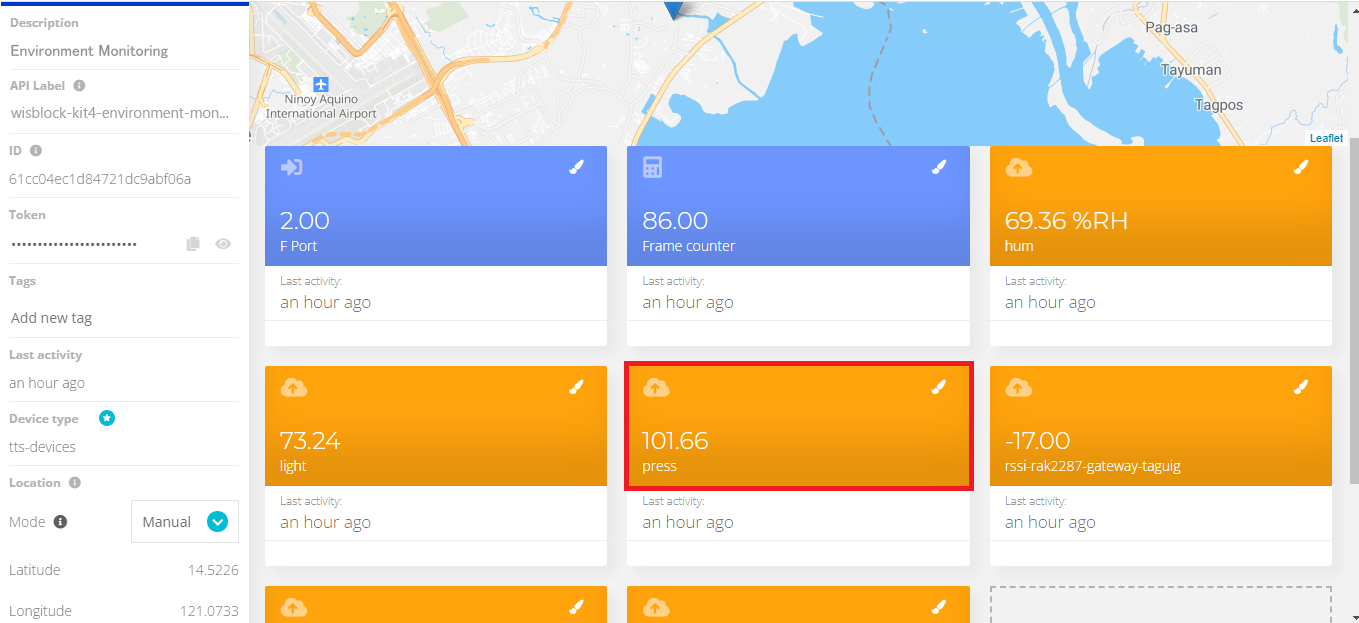 Description
Environment Monitoring
API Label
wisblock-kit4-environment-mon...
ID
61cc04ec1d84721dc9abf06a
Token
Tags
Add new tag
Last activity
an hour ago
Device type
tts-devices
Location
Mode
Manual
Latitude 14.5226
Longitude 121.0733
Ninoy Aquino
International Airport
Pag-asa
Tayuman
Tagpos
Leaflet
2.00
F Port
Last activity:
an hour ago
86.00
Frame counter
Last activity:
an hour ago
69.36 %RH
hum
Last activity:
an hour ago
73.24
light
Last activity:
an hour ago
101.66
press
Last activity:
an hour ago
-17.00
rssi-rak2287-gateway-taguig
Last activity:
an hour ago